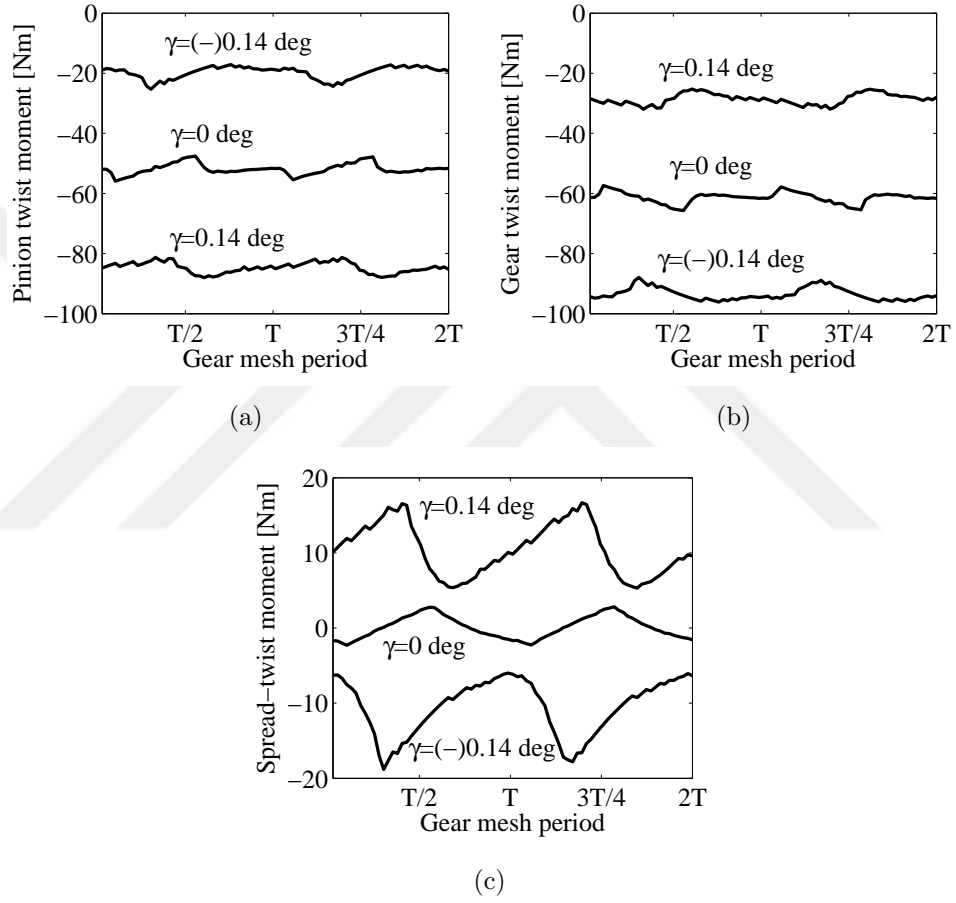 0
−20
−40
−60
−80
−100
Pinion twist moment [Nm]
γ=(−)0.14 deg
γ=0 deg
γ=0.14 deg
T/2 T 3T/4 2T
Gear mesh period
(a)
0
−20
−40
−60
−80
−100
Gear twist moment [Nm]
γ=0.14 deg
γ=0 deg
γ=(−)0.14 deg
T/2 T 3T/4 2T
Gear mesh period
(b)
20
10
0
−10
−20
Spread−twist moment [Nm]
γ=0.14 deg
γ=0 deg
γ=(−)0.14 deg
T/2 T 3T/4 2T
Gear mesh period
(c)